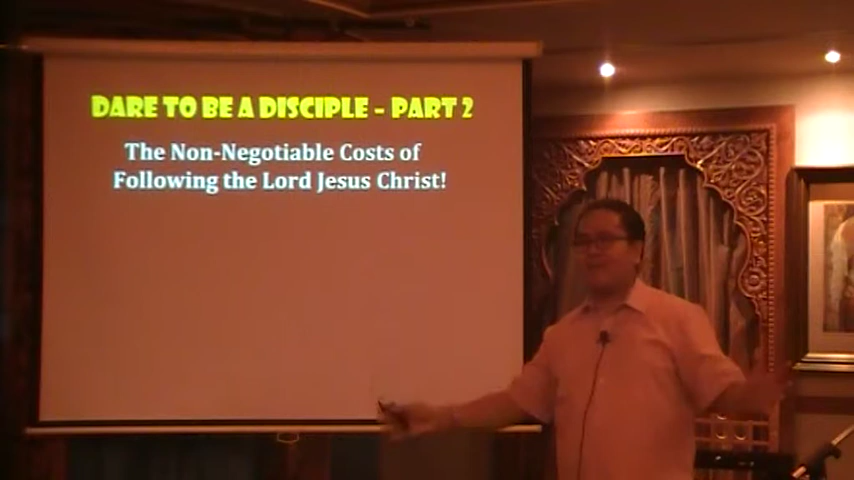 DARE TO BE A DISCIPLE - PART 2
The Non-Negotiable Costs of
Following the Lord Jesus Christ!